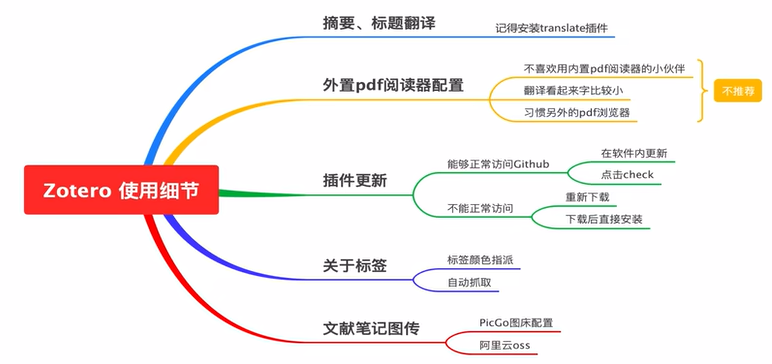 Zotero 使用细节
摘要、标题翻译
记得安装translate插件
外置pdf阅读器配置
不喜欢用内置pdf阅读器的小伙伴
翻译看起来字比较小
习惯另外的pdf浏览器
不推荐
插件更新
能够正常访问Github
在软件内更新
点击check
不能正常访问
重新下载
下载后直接安装
关于标签
标签颜色指派
自动抓取
文献笔记图传
PicGo图床配置
阿里云oss